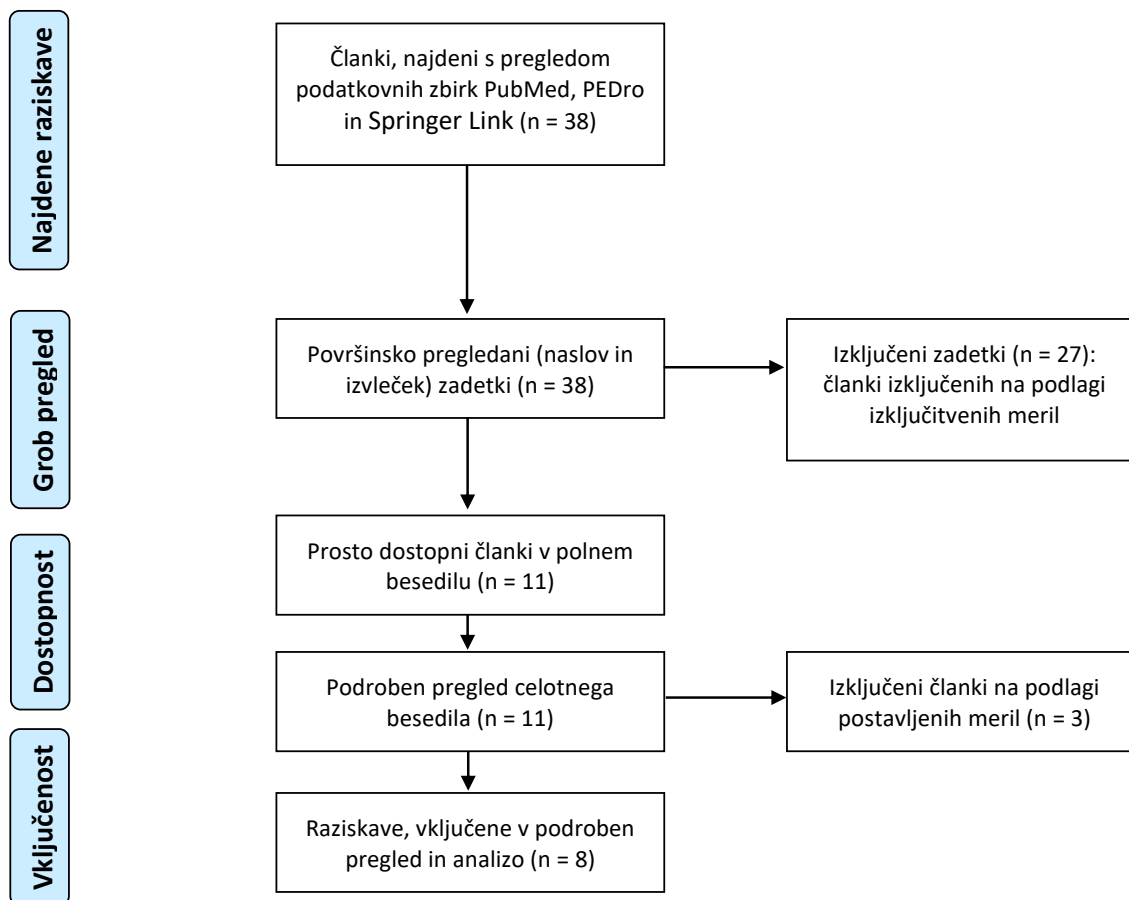 Najdene raziskave
Članki, najdeni s pregledom
podatkovnih zbirk PubMed, PEDro
in Springer Link (n = 38)
Grob pregled
Površinsko pregledani (naslov in
izvleček) zadetki (n = 38)
Izključeni zadetki (n = 27):
članki izključenih na podlagi
izključitvenih meril
Dostopnost
Prosto dostopni članki v polnem
besedilu (n = 11)
Podroben pregled celotnega
besedila (n = 11)
Izključeni članki na podlagi
postavljenih meril (n = 3)
Vključenost
Raziskave, vključene v podroben
pregled in analizo (n = 8)